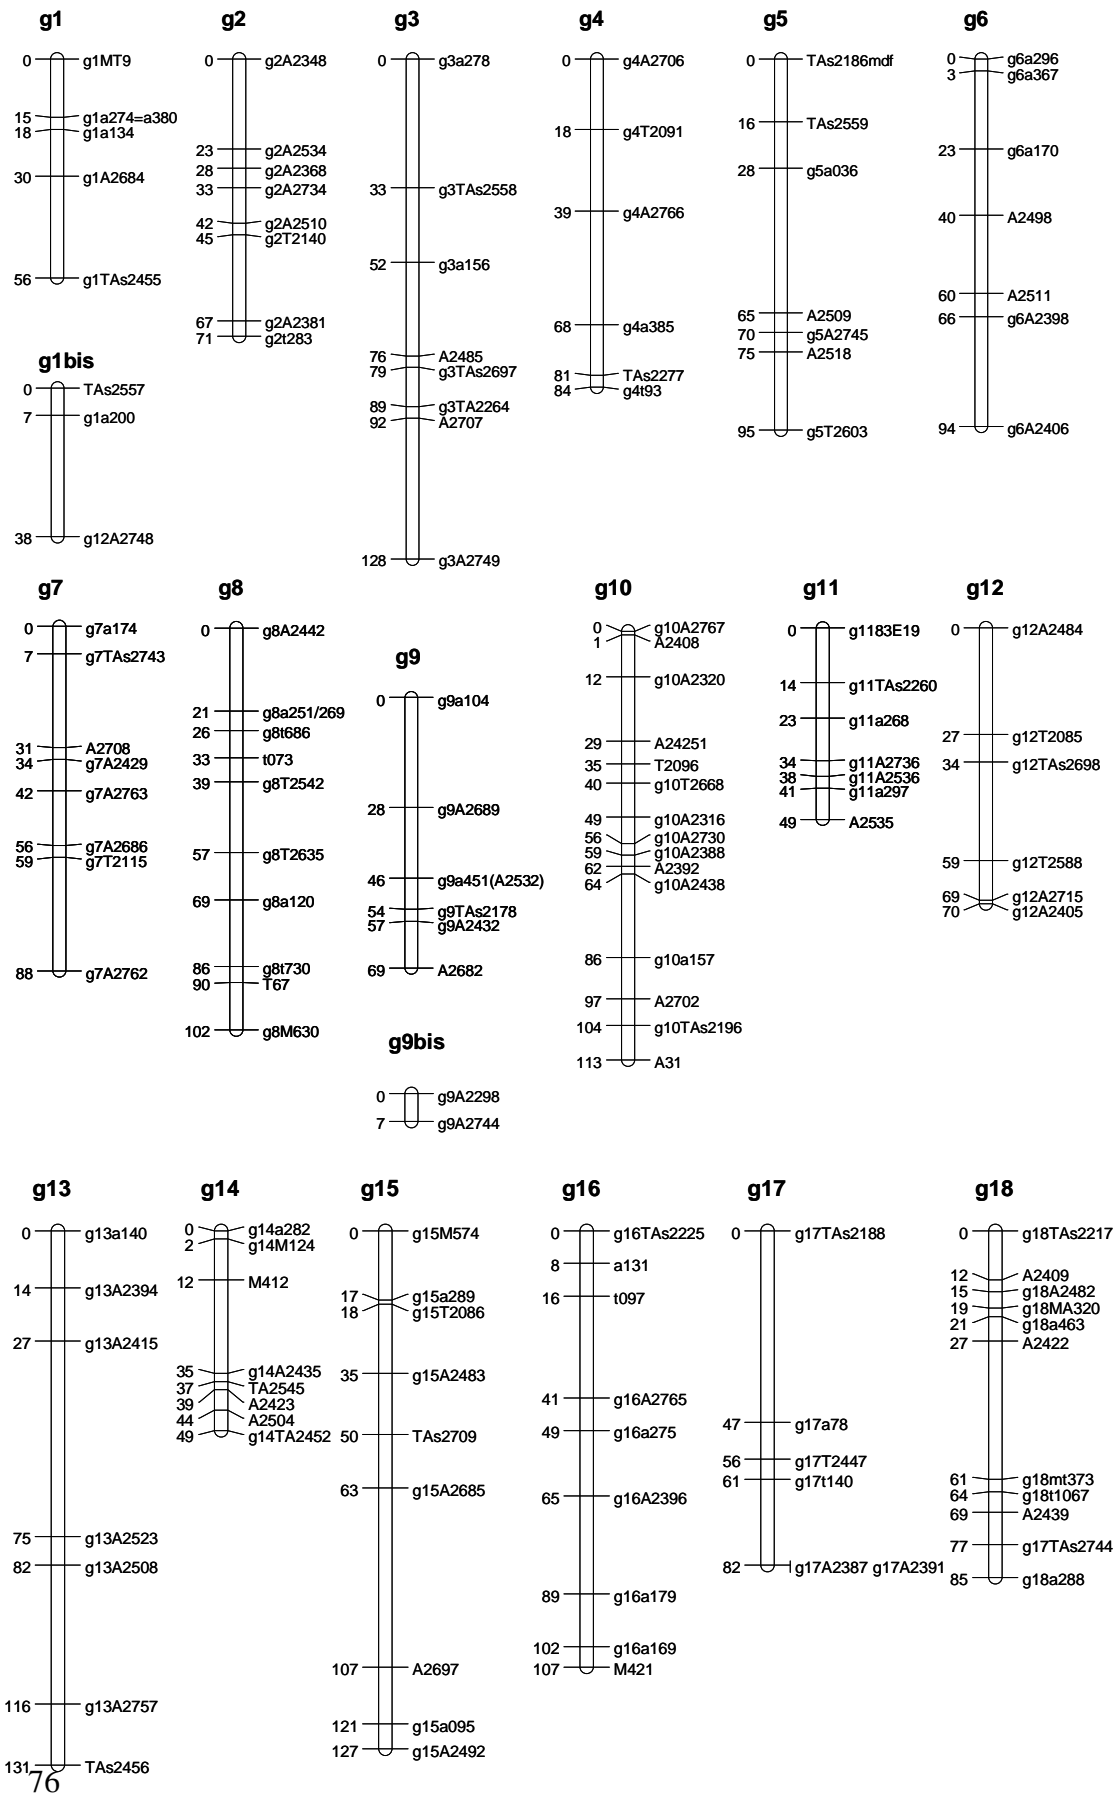 g1
0 g1MT9
15 g1a274=a380
18 g1a134
30 g1A2684
56 g1TAs2455
g1bis
0 TAs2557
7 g1a200
38 g12A2748
g2
0 g2A2348
23 g2A2534
28 g2A2368
33 g2A2734
42 g2A2510
45 g2T2140
67 g2A2381
71 g2t283
g3
0 g3a278
33 g3TAs2558
52 g3a156
76 A2485
79 g3TAs2697
89 g3TA2264
92 A2707
128 g3A2749
g4
0 g4A2706
18 g4T2091
39 g4A2766
68 g4a385
81 TAs2277
84 g4t93
g5
0 TAs2186mdf
16 TAs2559
28 g5a036
65 A2509
70 g5A2745
75 A2518
95 g5T2603
g6
0 g6a296
3 g6a367
23 g6a170
40 A2498
60 A2511
66 g6A2398
94 g6A2406
g7
0 g7a174
7 g7TAs2743
31 A2708
34 g7A2429
42 g7A2763
56 g7A2686
59 g7T2115
88 g7A2762
g8
0 g8A2442
21 g8a251/269
26 g8t686
33 t073
39 g8T2542
57 g8T2635
69 g8a120
86 g8t730
90 T67
102 g8M630
g9
0 g9a104
28 g9A2689
46 g9a451(A2532)
54 g9TAs2178
57 g9A2432
69 A2682
g9bis
0 g9A2298
7 g9A2744
g10
0 g10A2767
1 A2408
12 g10A2320
29 A24251
35 T2096
40 g10T2668
49 g10A2316
56 g10A2730
59 g10A2388
62 A2392
64 g10A2438
86 g10a157
97 A2702
104 g10TAs2196
113 A31
g11
0 g1183E19
14 g11TAs2260
23 g11a268
34 g11A2736
38 g11A2536
41 g11a297
49 A2535
g12
0 g12A2484
27 g12T2085
34 g12TAs2698
59 g12T2588
69 g12A2715
70 g12A2405
g13
0 g13a140
14 g13A2394
27 g13A2415
75 g13A2523
82 g13A2508
116 g13A2757
131 TAs2456
g14
0 g14a282
2 g14M124
12 M412
35 g14A2435
37 TA2545
39 A2423
44 A2504
49 g14TA2452
g15
0 g15M574
17 g15a289
18 g15T2086
35 g15A2483
50 TAs2709
63 g15A2685
107 A2697
121 g15a095
127 g15A2492
g16
0 g16TAs2225
8 a131
16 t097
41 g16A2765
49 g16a275
65 g16A2396
89 g16a179
102 g16a169
107 M421
g17
0 g17TAs2188
47 g17a78
56 g17T2447
61 g17t140
82 g17A2387 g17A2391
g18
0 g18TAs2217
12 A2409
15 g18A2482
19 g18MA320
21 g18a463
27 A2422
61 g18mt373
64 g18t1067
69 A2439
77 g17TAs2744
85 g18a288
76